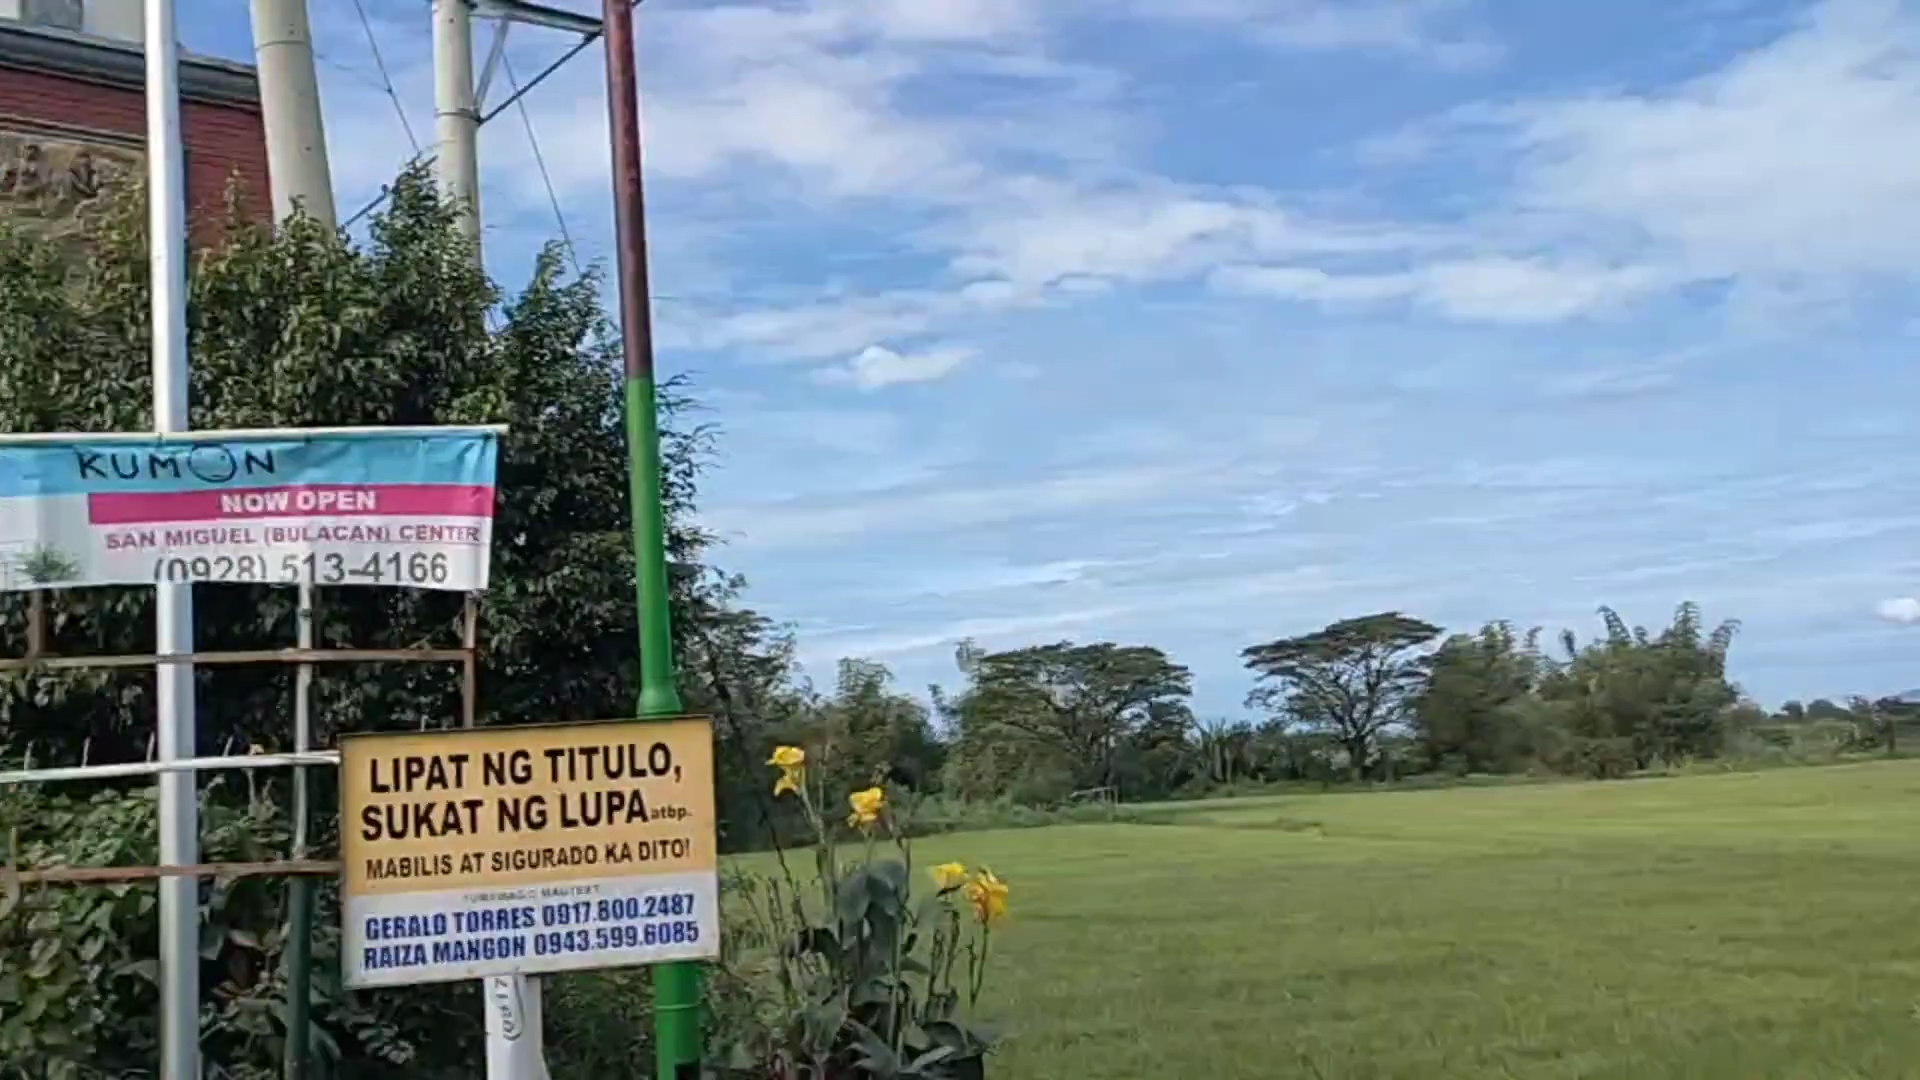 KUMON
NOW OPEN
SAN MIGUEL (BULACAN) CENTER
(0928) 513-4166
LIPAT NG TITULO,
SUKAT NG LUPA atbp.
MABILIS AT SIGURADO KA DITO!
GERALD TORRES 0917.800.2487
RAIZA MANGON 0943.599.6085